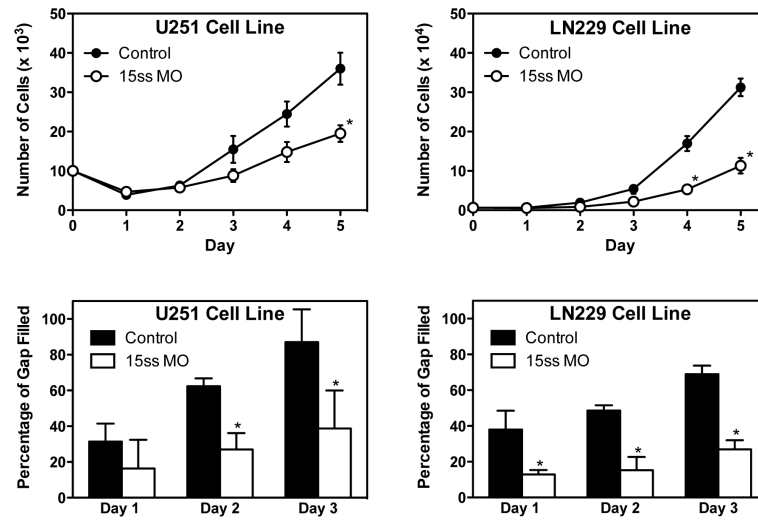 U251 Cell Line
Number of Cells (x 10³)
50
40
30
20
10
0
Control
15ss MO
*
0 1 2 3 4 5
Day
LN229 Cell Line
Number of Cells (x 10⁴)
50
40
30
20
10
0
Control
15ss MO
*
*
0 1 2 3 4 5
Day
U251 Cell Line
Percentage of Gap Filled
100
80
60
40
20
0
Control
15ss MO
*
*
Day 1 Day 2 Day 3
LN229 Cell Line
Percentage of Gap Filled
100
80
60
40
20
0
Control
15ss MO
*
*
*
Day 1 Day 2 Day 3